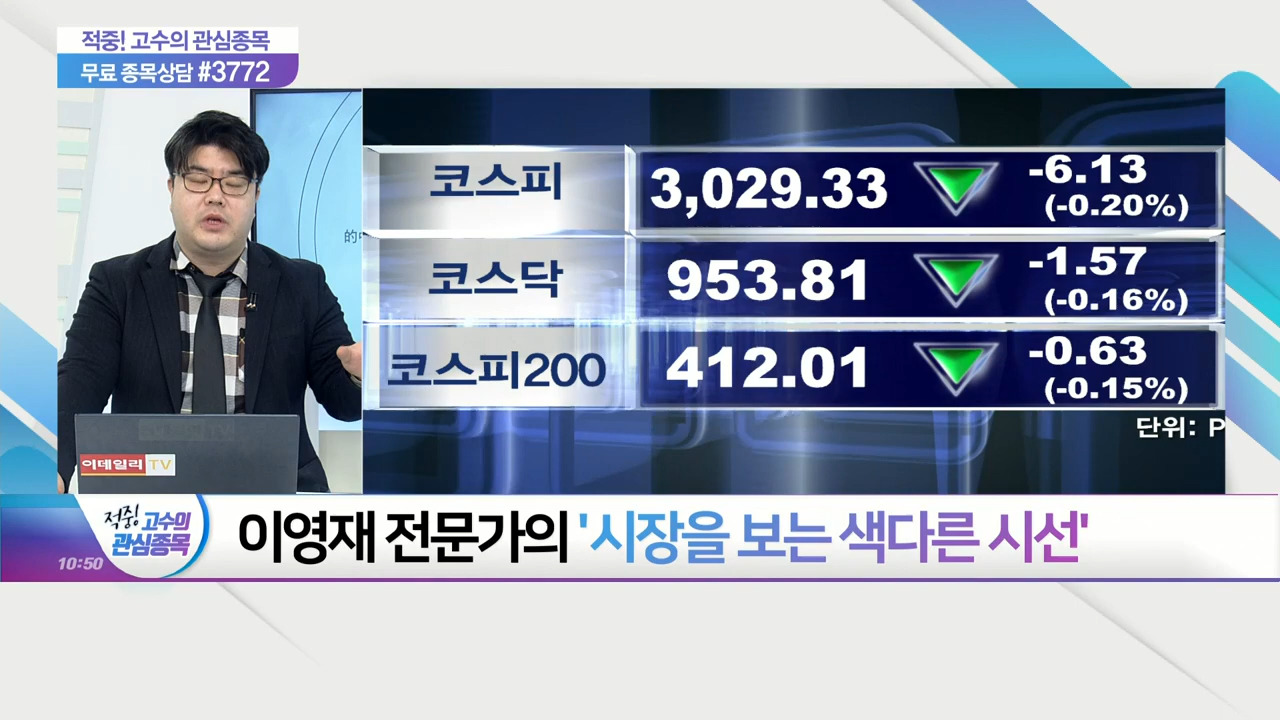 적중! 고수의 관심종목
무료 종목상담 #3772
的中
코스피 3,029.33 -6.13 (-0.20%)
코스닥 953.81 -1.57 (-0.16%)
코스피200 412.01 -0.63 (-0.15%)
단위: P
이데일리TV
적중! 고수의
관심종목
10:50
이영재 전문가의 '시장을 보는 색다른 시선'